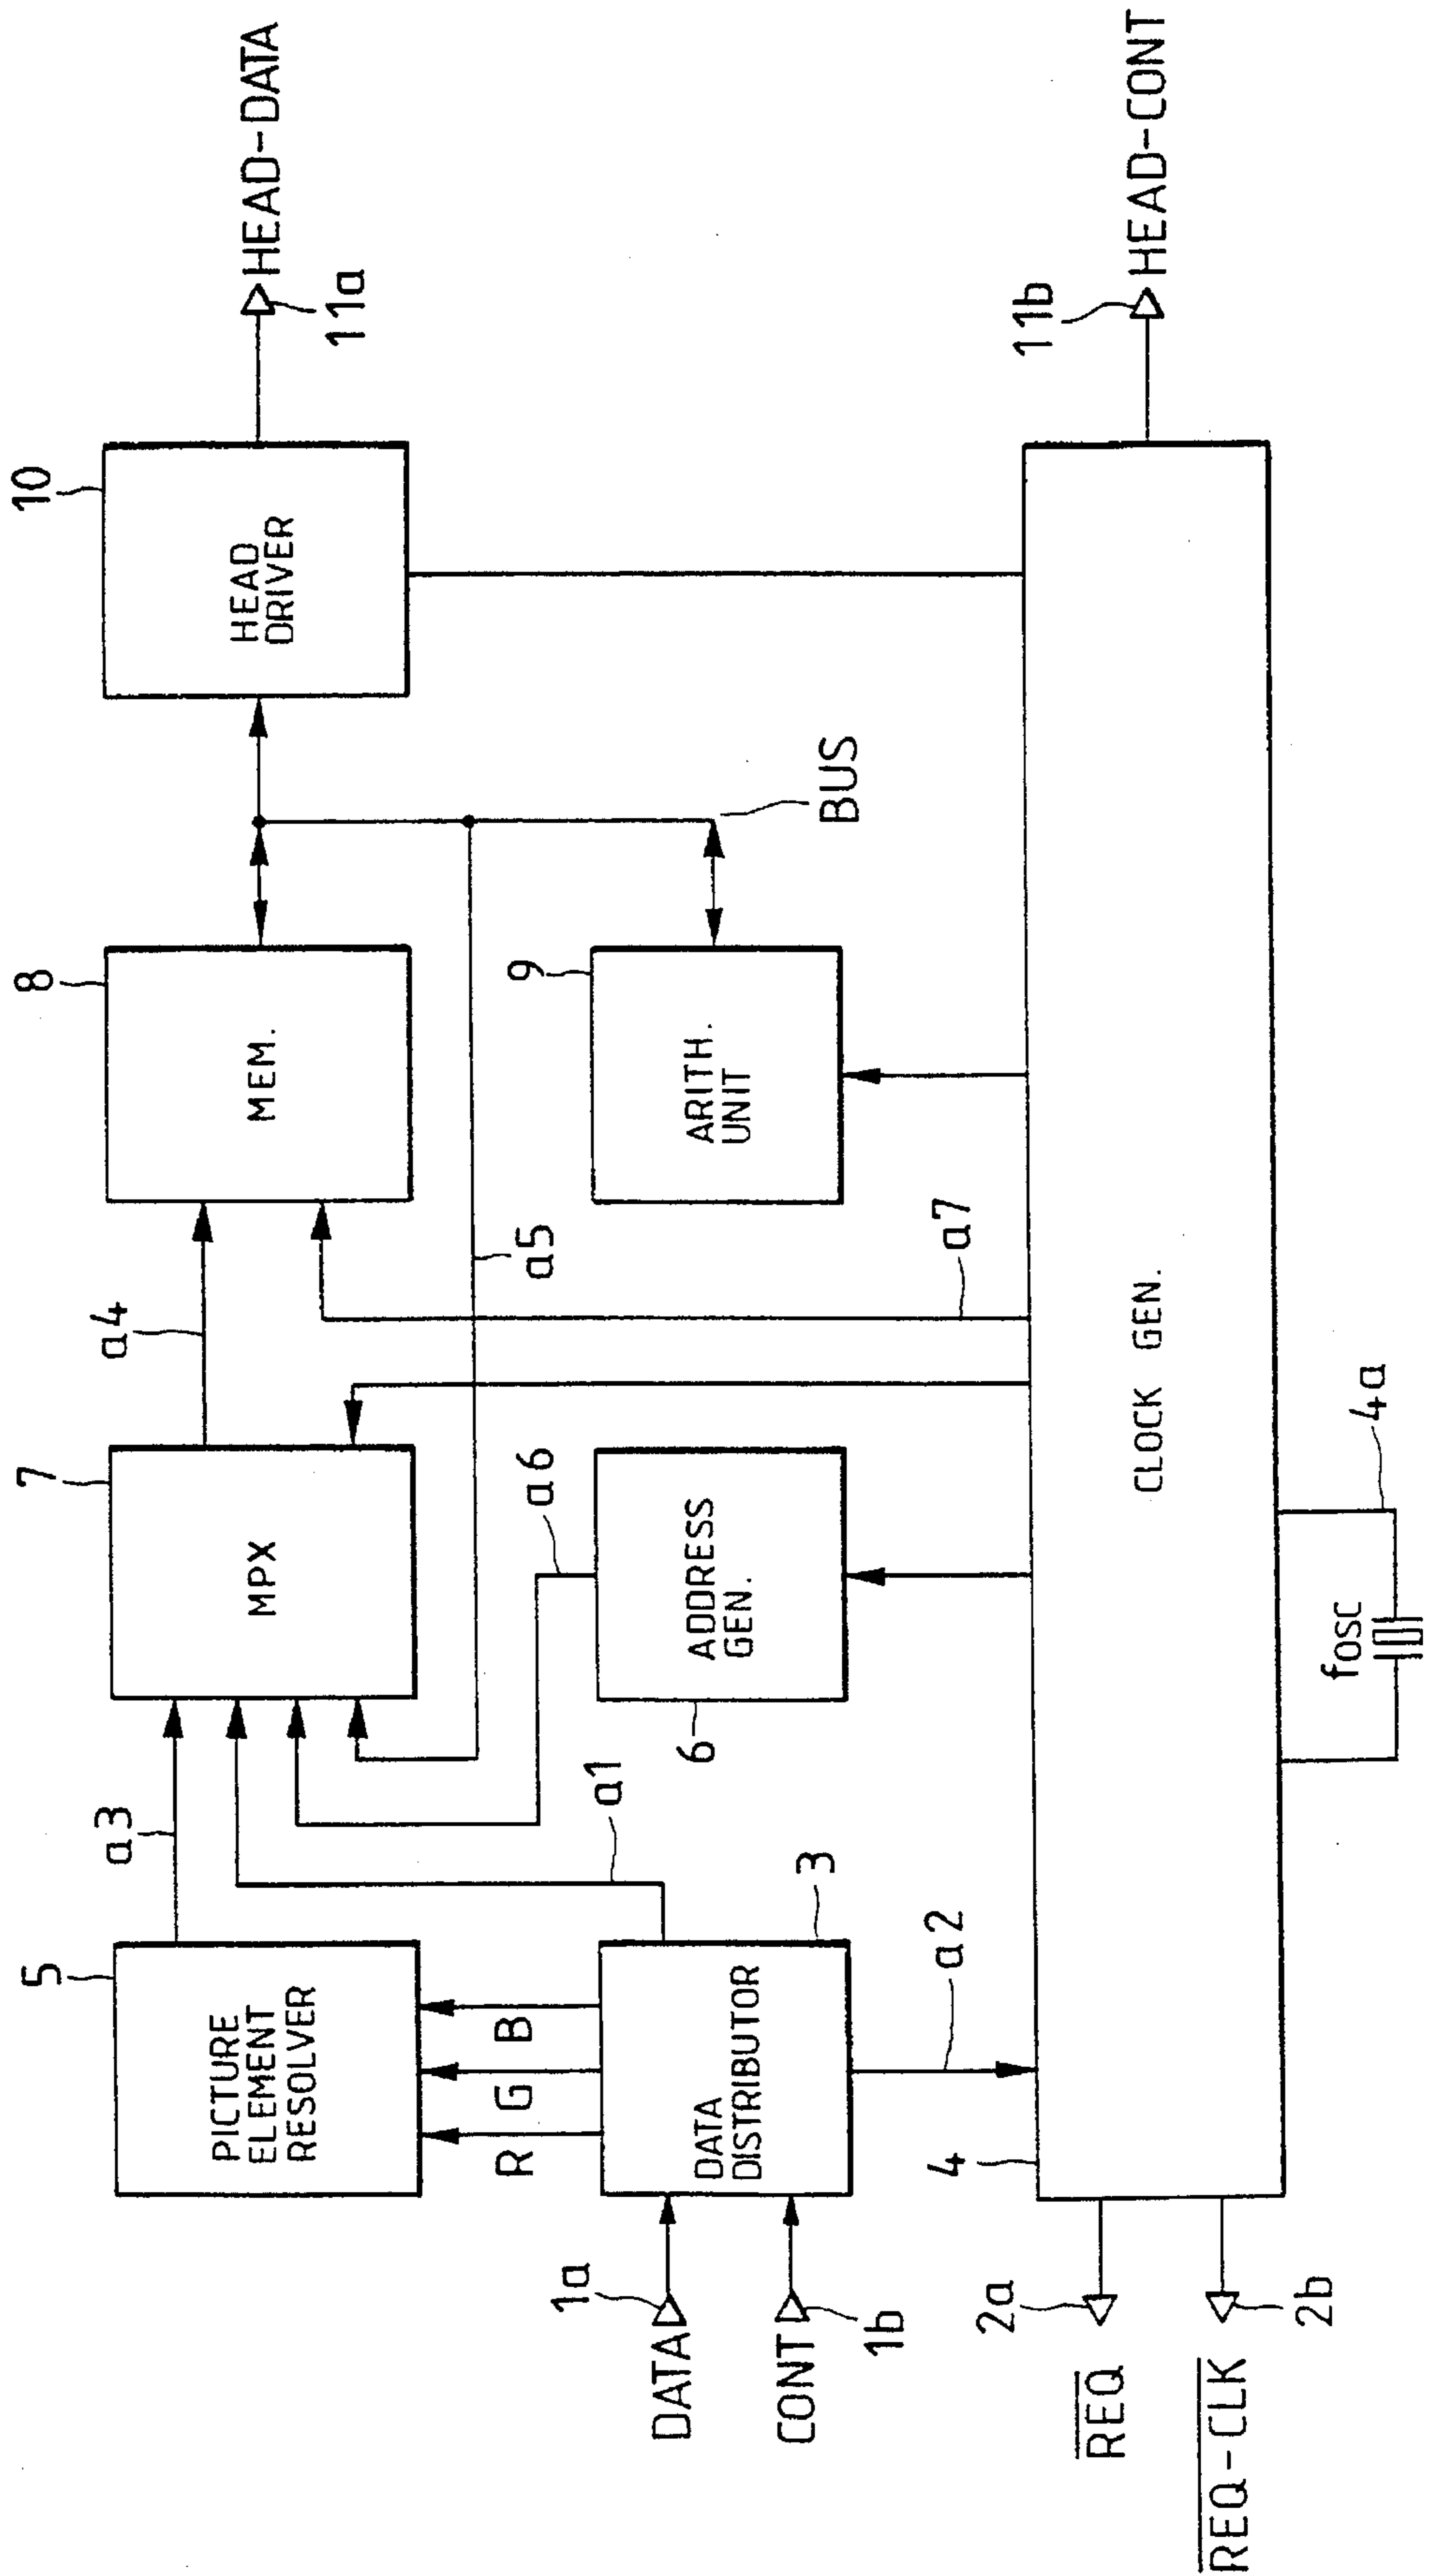 5
PICTURE
ELEMENT
RESOLVER
a3
7
MPX
a4
8
MEM.
10
HEAD
DRIVER
HEAD-DATA
11a
R
G
B
a1
a6
a5
1a
DATA
CONT
1b
DATA
DISTRIBUTOR
3
6
ADDRESS
GEN.
9
ARITH.
UNIT
BUS
a2
a7
4
2a
REQ
REQ-CLK
2b
CLOCK GEN.
fosc
4a
11b
HEAD-CONT